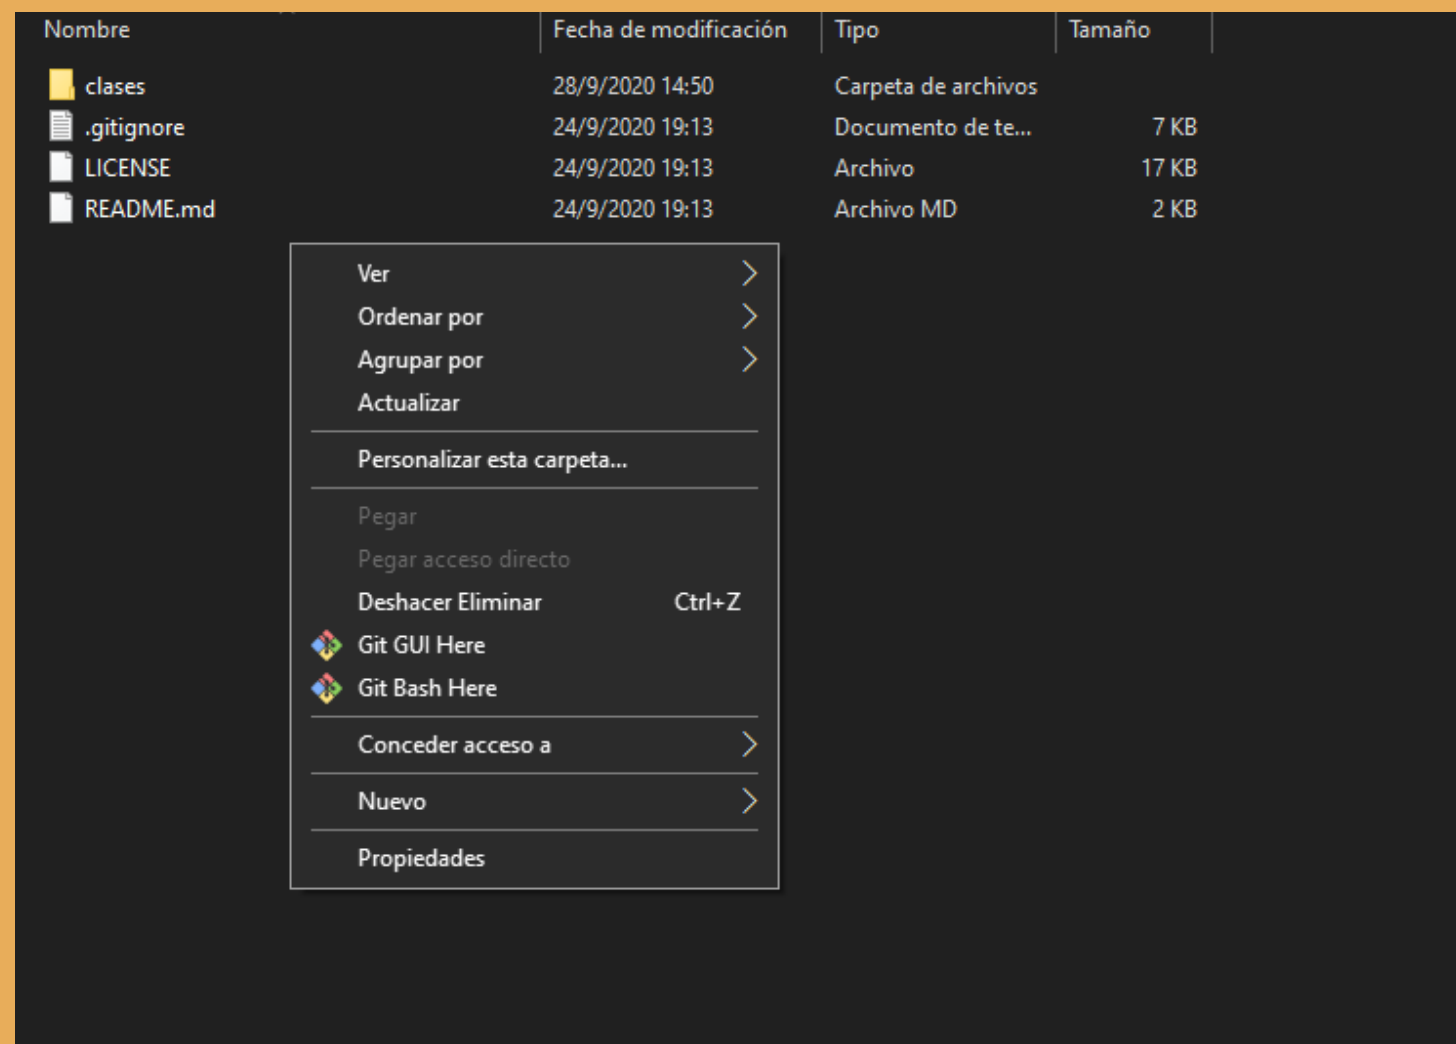 Nombre Fecha de modificación Tipo Tamaño
clases 28/9/2020 14:50 Carpeta de archivos
.gitignore 24/9/2020 19:13 Documento de te... 7 KB
LICENSE 24/9/2020 19:13 Archivo 17 KB
README.md 24/9/2020 19:13 Archivo MD 2 KB
Ver
Ordenar por
Agrupar por
Actualizar
Personalizar esta carpeta...
Pegar
Pegar acceso directo
Deshacer Eliminar Ctrl+Z
Git GUI Here
Git Bash Here
Conceder acceso a
Nuevo
Propiedades